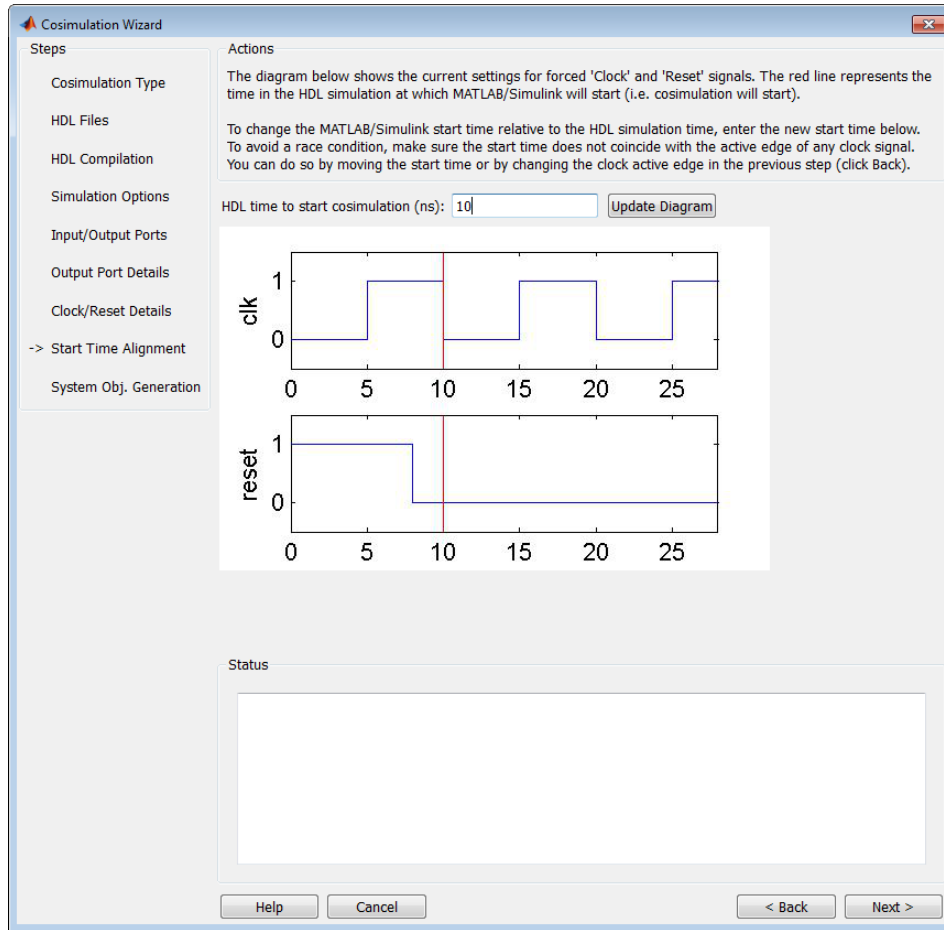 Cosimulation Wizard
Steps
Cosimulation Type
HDL Files
HDL Compilation
Simulation Options
Input/Output Ports
Output Port Details
Clock/Reset Details
-> Start Time Alignment
System Obj. Generation
Actions
The diagram below shows the current settings for forced 'Clock' and 'Reset' signals. The red line represents the
time in the HDL simulation at which MATLAB/Simulink will start (i.e. cosimulation will start).
To change the MATLAB/Simulink start time relative to the HDL simulation time, enter the new start time below.
To avoid a race condition, make sure the start time does not coincide with the active edge of any clock signal.
You can do so by moving the start time or by changing the clock active edge in the previous step (click Back).
HDL time to start cosimulation (ns): 10 Update Diagram
clk
1
0
0 5 10 15 20 25
reset
1
0
0 5 10 15 20 25
Status
Help Cancel < Back Next >